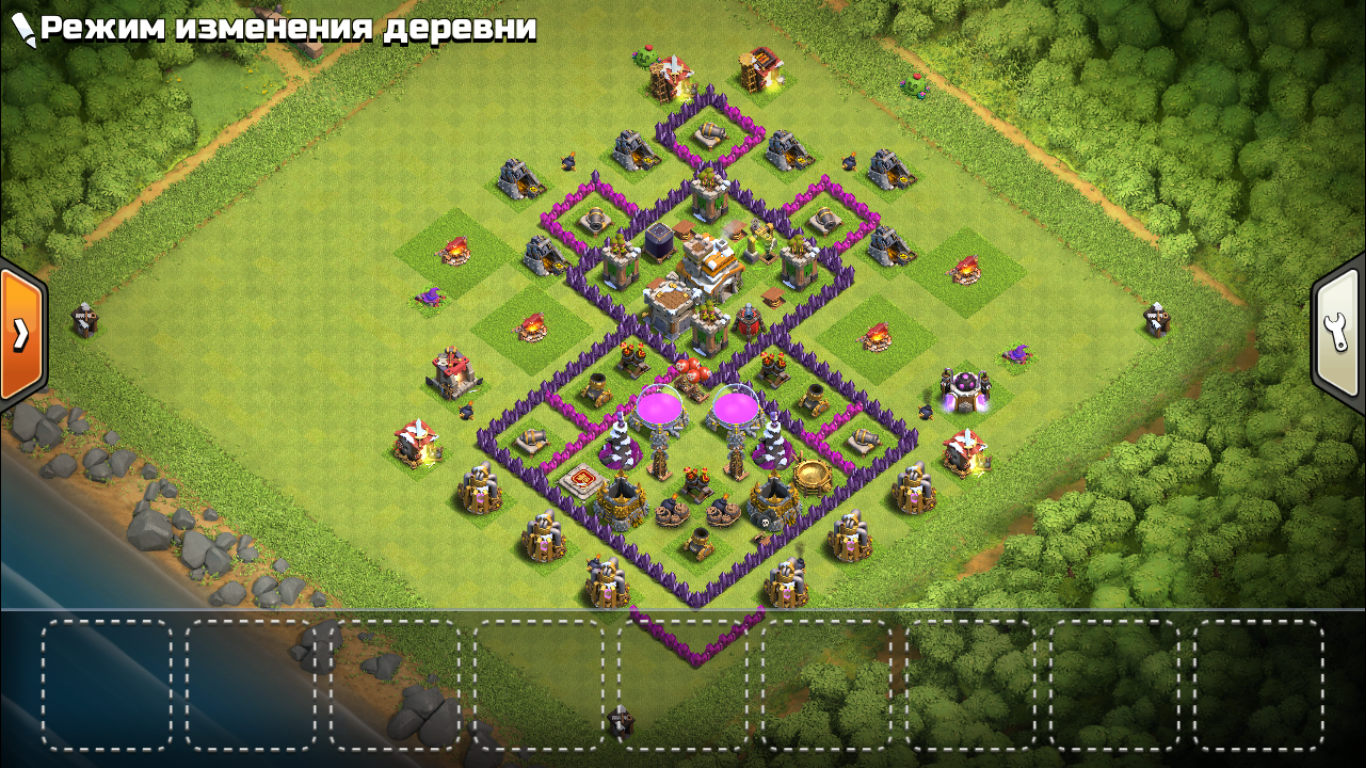 Режим изменения деревни